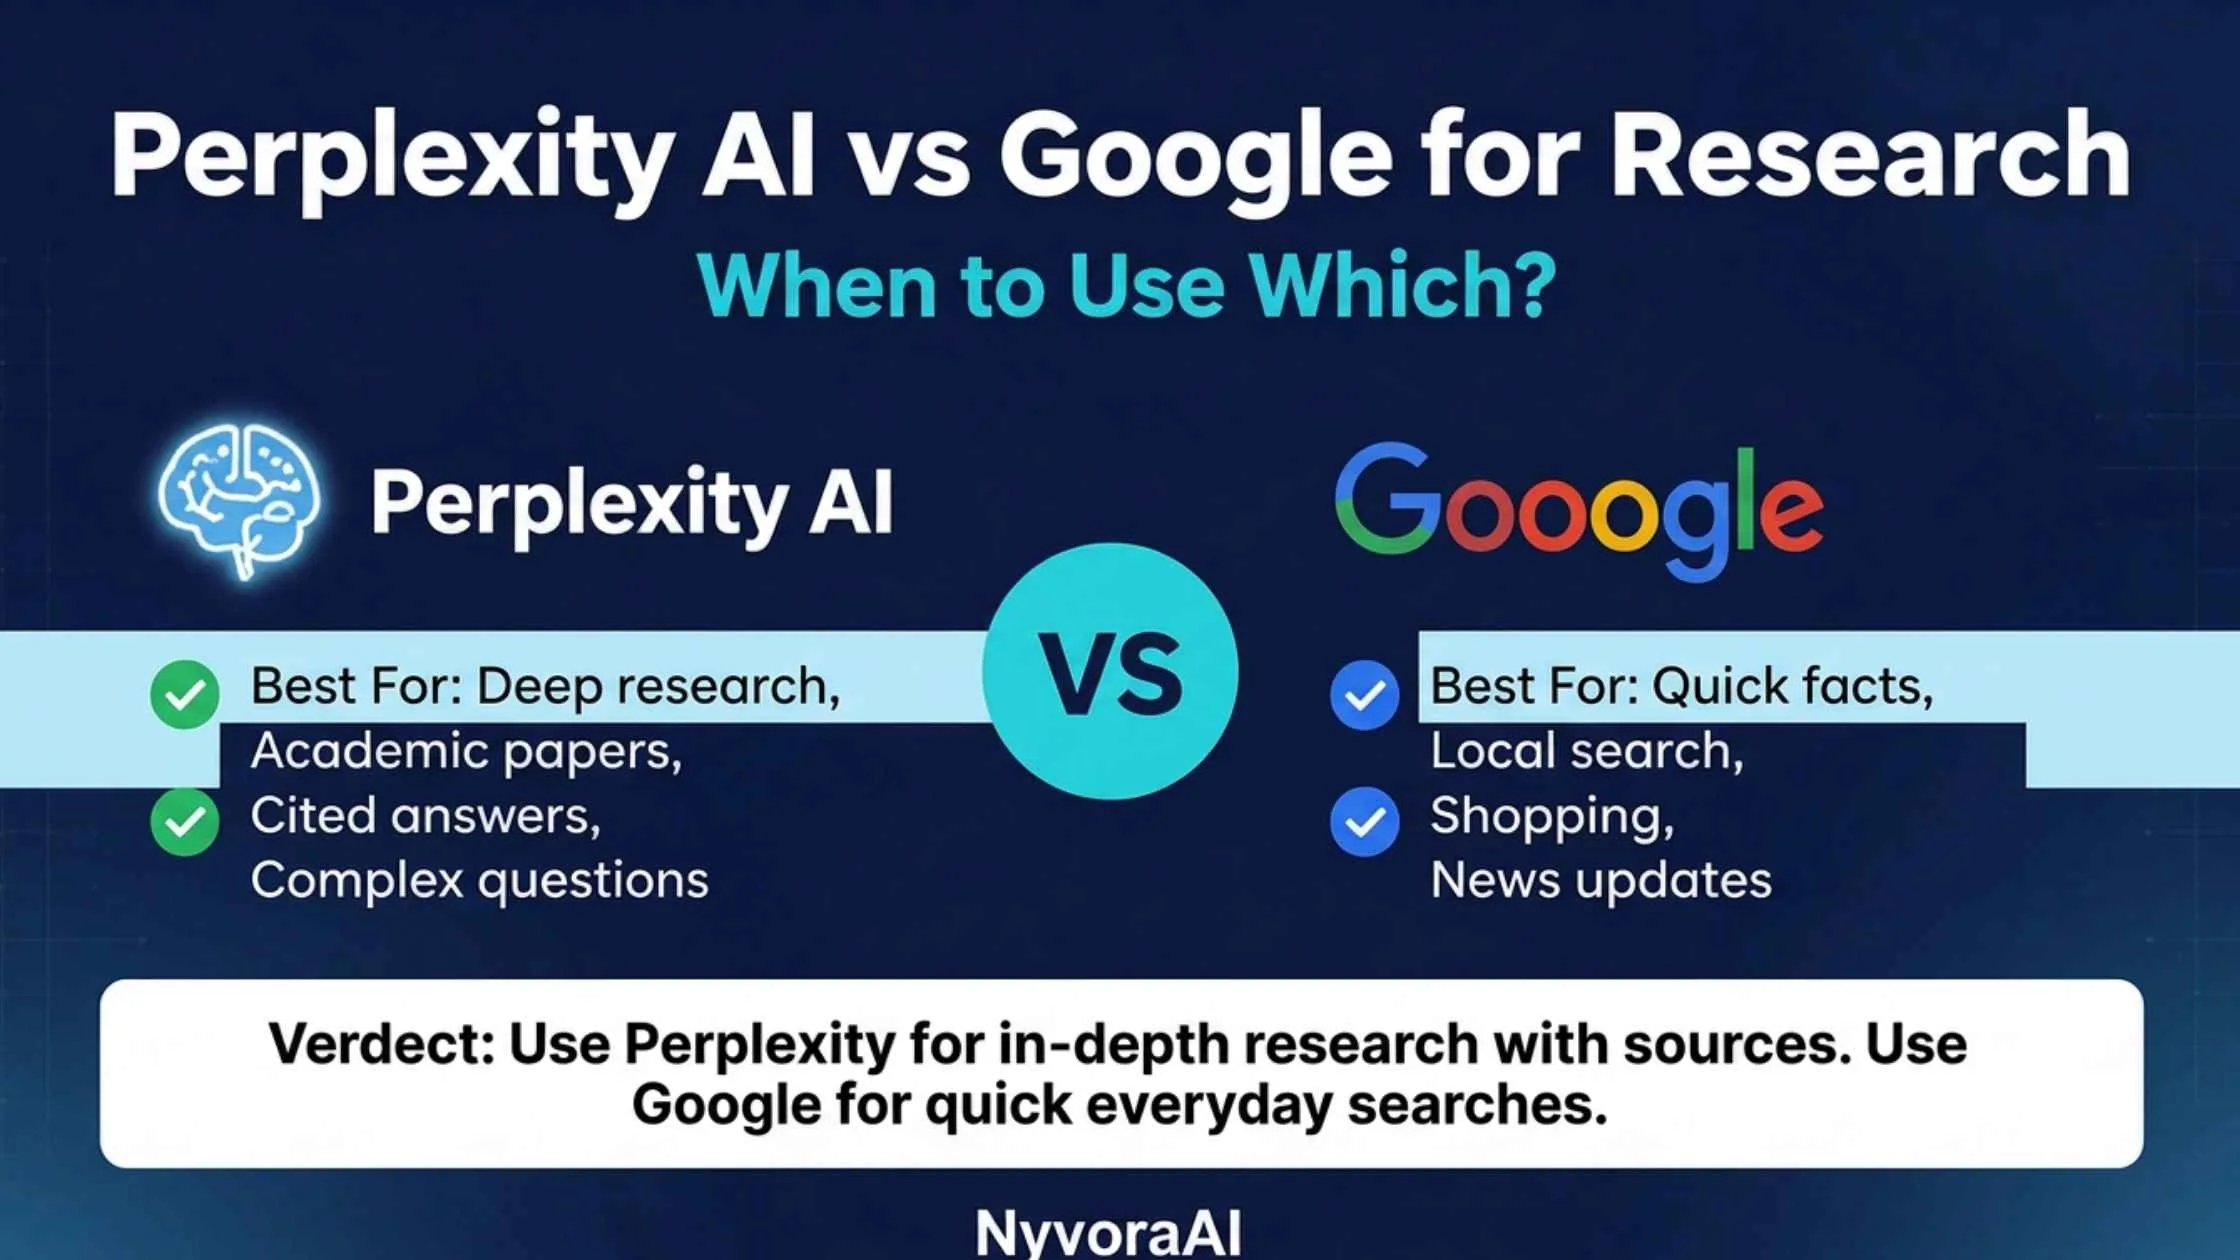 Perplexity AI vs Google for Research
When to Use Which?
Perplexity AI
Gooogle
VS
Best For: Deep research,
Academic papers,
Cited answers,
Complex questions
Best For: Quick facts,
Local search,
Shopping,
News updates
Verdect: Use Perplexity for in-depth research with sources. Use
Google for quick everyday searches.
NyvoraAI